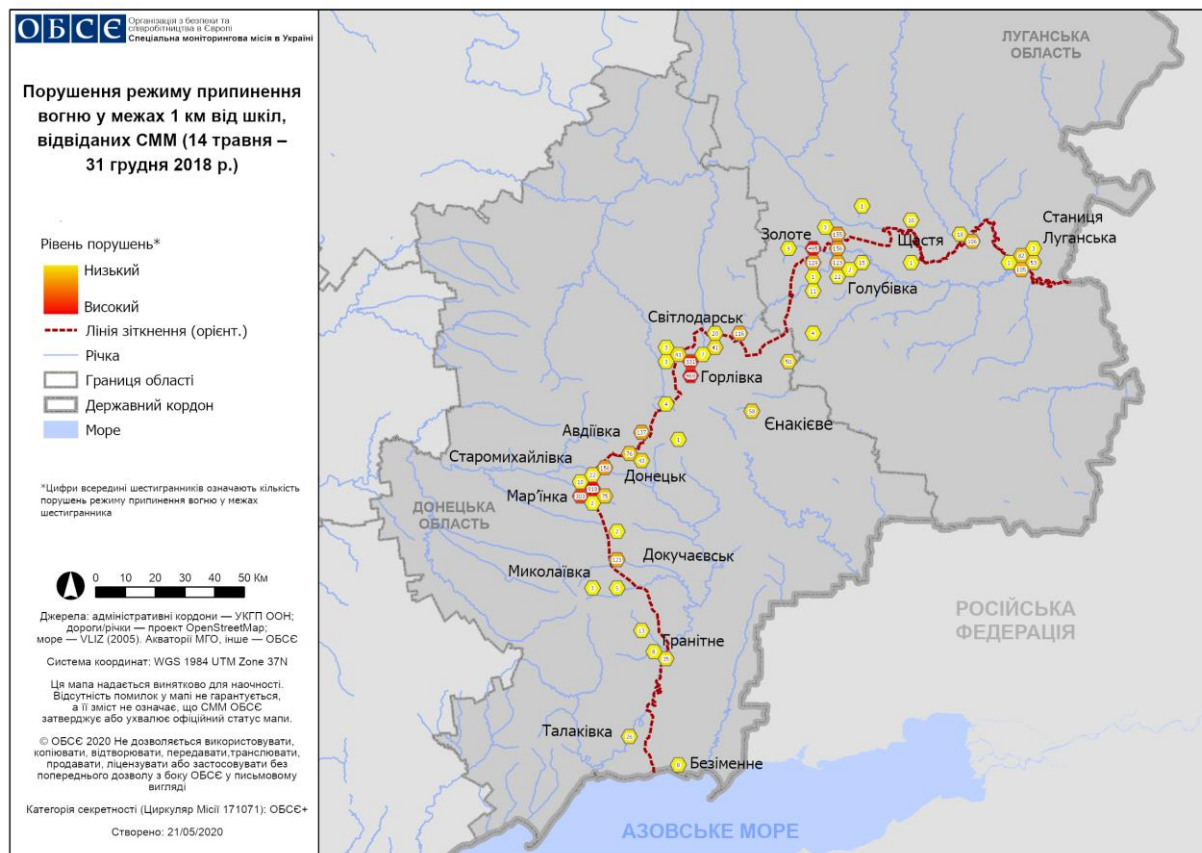 ОБСЄ
Організація з безпеки та
співробітництва в Європі
Спеціальна моніторингова місія в Україні
Порушення режиму припинення
вогню у межах 1 км від шкіл,
відвіданих СММ (14 травня –
31 грудня 2018 р.)
Рівень порушень*
Низький
Високий
Лінія зіткнення (орієнт.)
Річка
Границя області
Державний кордон
Море
*Цифри всередині шестигранників означають кількість
порушень режиму припинення вогню у межах
шестигранника
0 10 20 30 40 50 Км
Джерела: адміністративні кордони — УКГП ООН;
дороги/річки — проект OpenStreetMap;
море — VLIZ (2005). Акваторії МГО, інше — ОБСЄ
Система координат: WGS 1984 UTM Zone 37N
Ця мапа надається винятково для наочності.
Відсутність помилок у мапі не гарантується,
а її зміст не означає, що СММ ОБСЄ
затверджує або ухвалює офіційний статус мапи.
© ОБСЄ 2020 Не дозволяється використовувати,
копіювати, відтворювати, передавати,транслювати,
продавати, ліцензувати або застосовувати без
попереднього дозволу з боку ОБСЄ у письмовому
вигляді
Категорія секретності (Циркуляр Місії 171071): ОБСЄ+
Створено: 21/05/2020
ЛУГАНСЬКА
ОБЛАСТЬ
Станиця
Луганська
Щастя
Золоте
Голубівка
Світлодарськ
Горлівка
Єнакієве
Авдіївка
Старомихайлівка
Донецьк
Мар'їнка
ДОНЕЦЬКА
ОБЛАСТЬ
Докучаєвськ
Миколаївка
РОСІЙСЬКА
ФЕДЕРАЦІЯ
Гранітне
Талаківка
Безіменне
АЗОВСЬКЕ МОРЕ